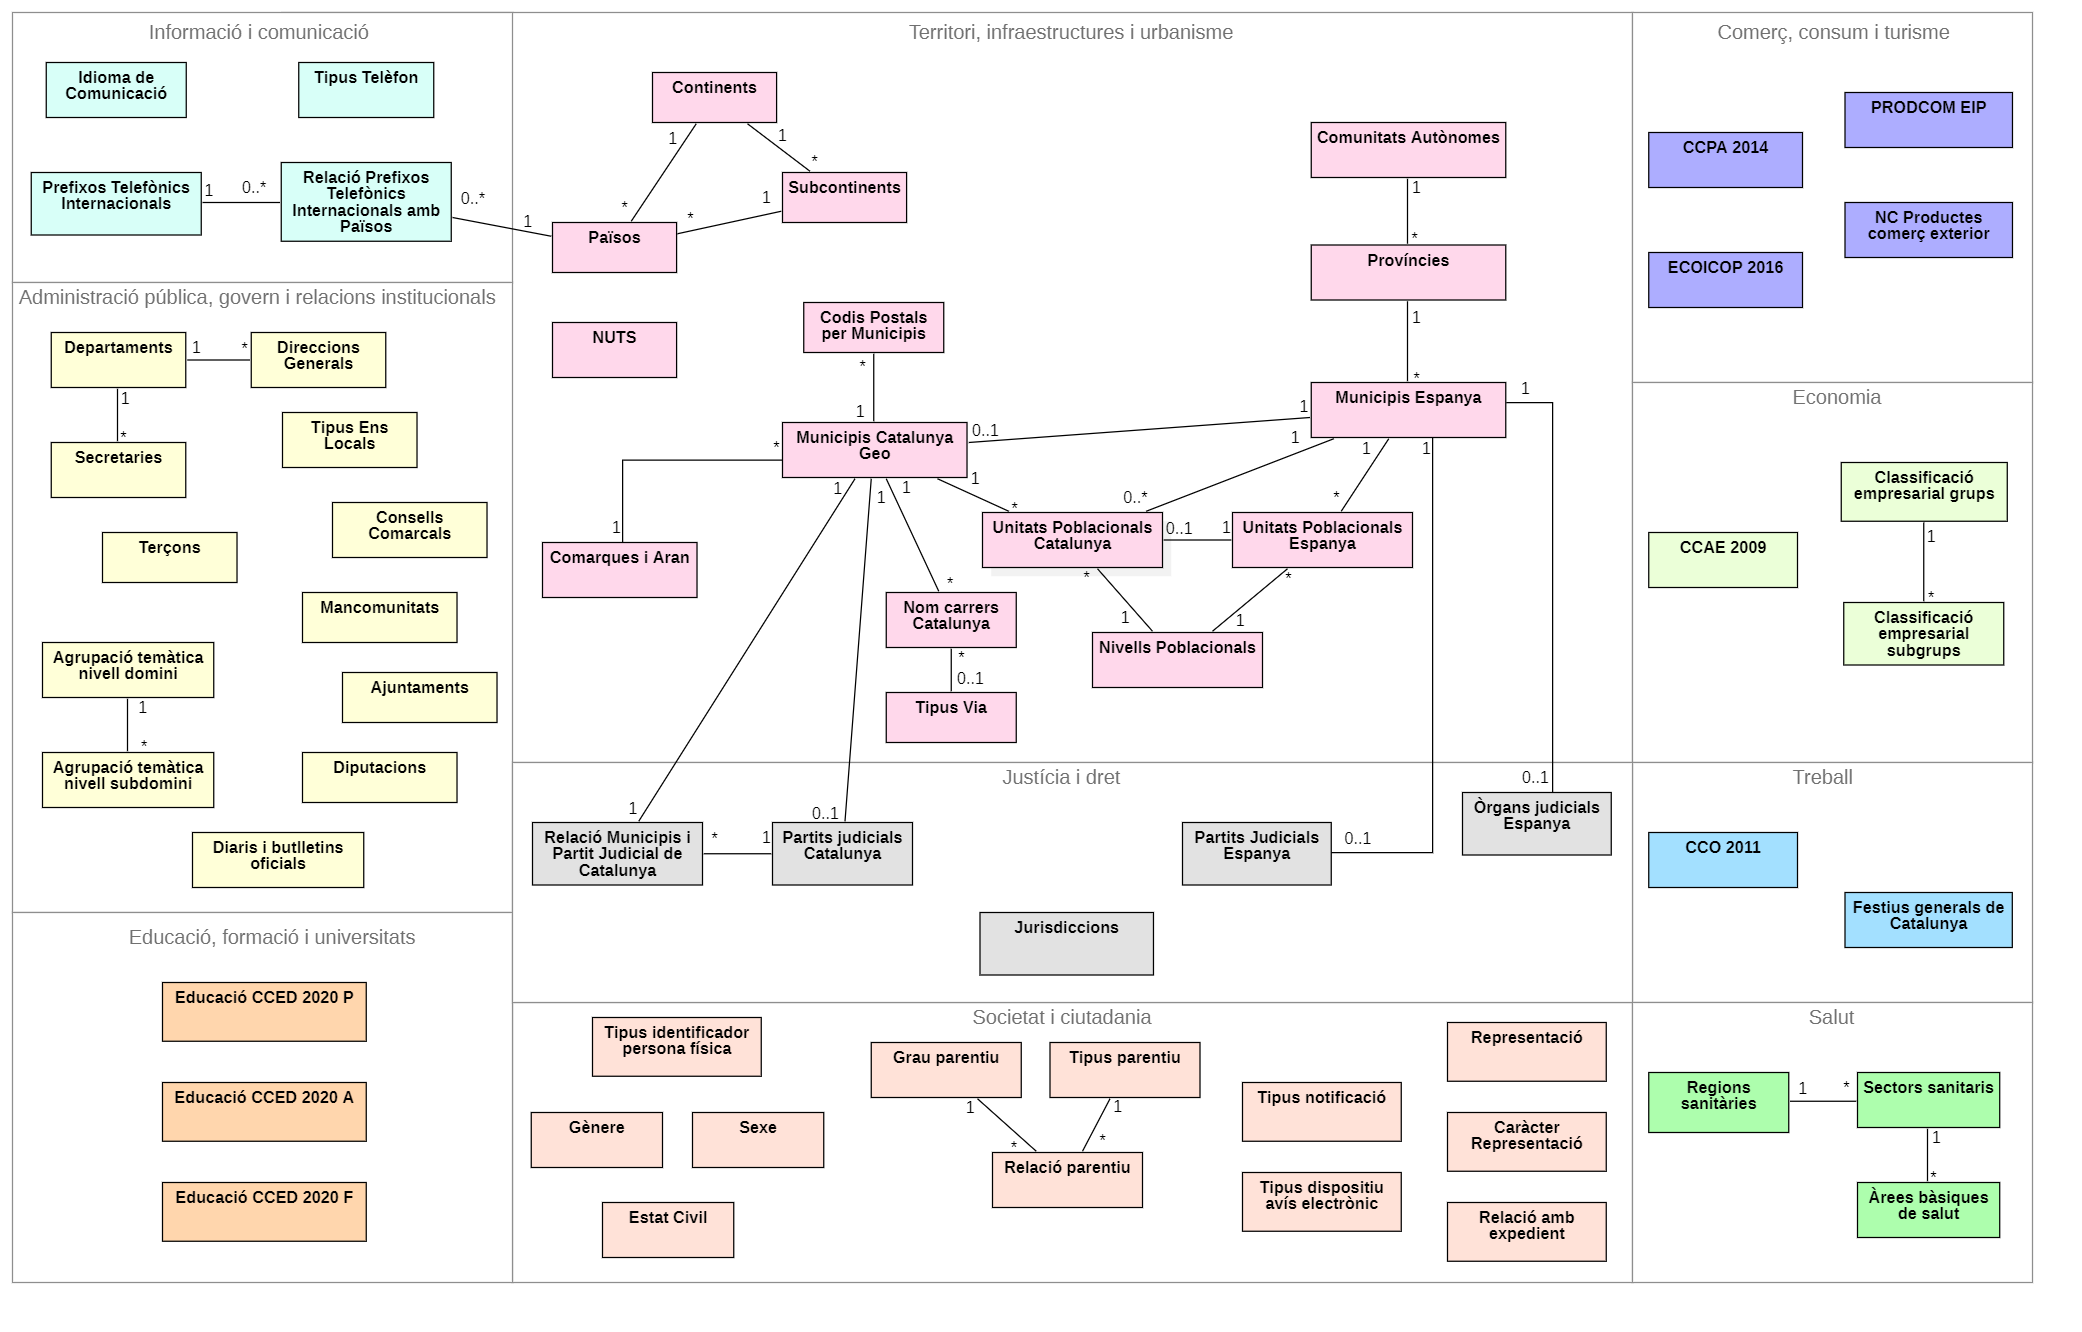 Informació i comunicació
Idioma de
Comunicació
Tipus Telèfon
Prefixos Telefònics
Internacionals
1
0..*
Relació Prefixos
Telefònics
Internacionals amb
Països
0..*
1
Administració pública, govern i relacions institucionals
Departaments
1
*
Direccions
Generals
1
*
Secretaries
Tipus Ens
Locals
Consells
Comarcals
Terçons
Mancomunitats
Agrupació temàtica
nivell domini
1
*
Agrupació temàtica
nivell subdomini
Ajuntaments
Diputacions
Diaris i butlletins
oficials
Educació, formació i universitats
Educació CCED 2020 P
Educació CCED 2020 A
Educació CCED 2020 F
Territori, infraestructures i urbanisme
Continents
1
1
*
*
Subcontinents
1
*
Països
NUTS
Codis Postals
per Municipis
*
1
Municipis Catalunya
Geo
*
1
Comarques i Aran
0..1
1
1
1
1
1
*
Comunitats Autònomes
1
*
Províncies
1
*
Municipis Espanya
1
1
1
1
0..*
*
Unitats Poblacionals
Catalunya
0..1
1
Unitats Poblacionals
Espanya
*
*
1
1
Nivells Poblacionals
*
Nom carrers
Catalunya
*
0..1
Tipus Via
Justícia i dret
1
Relació Municipis i
Partit Judicial de
Catalunya
*
1
0..1
Partits judicials
Catalunya
Partits Judicials
Espanya
0..1
0..1
Òrgans judicials
Espanya
Jurisdiccions
Societat i ciutadania
Tipus identificador
persona física
Gènere
Sexe
Estat Civil
Grau parentiu
Tipus parentiu
1
1
*
*
Relació parentiu
Tipus notificació
Tipus dispositiu
avís electrònic
Representació
Caràcter
Representació
Relació amb
expedient
Comerç, consum i turisme
PRODCOM EIP
CCPA 2014
NC Productes
comerç exterior
ECOICOP 2016
Economia
Classificació
empresarial grups
1
*
CCAE 2009
Classificació
empresarial
subgrups
Treball
CCO 2011
Festius generals de
Catalunya
Salut
Regions
sanitàries
1
*
Sectors sanitaris
1
*
Àrees bàsiques
de salut